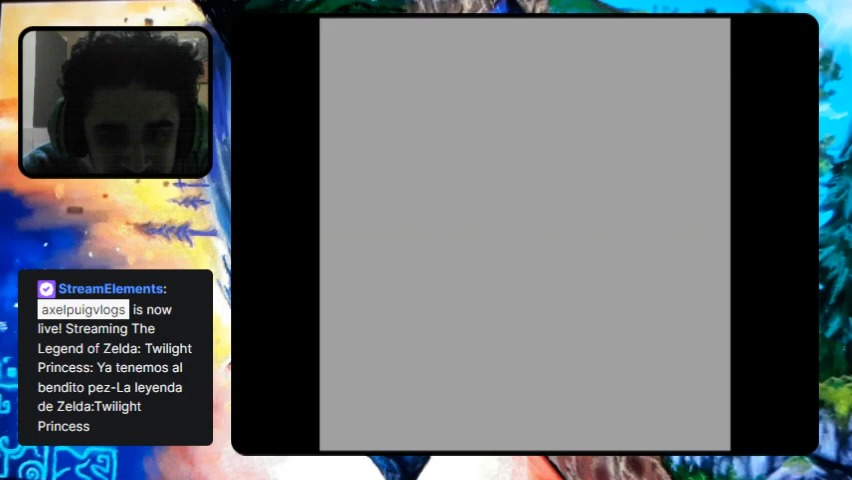 StreamElements:
axelpuigvlogs is now
live! Streaming The
Legend of Zelda: Twilight
Princess: Ya tenemos al
bendito pez-La leyenda
de Zelda:Twilight
Princess